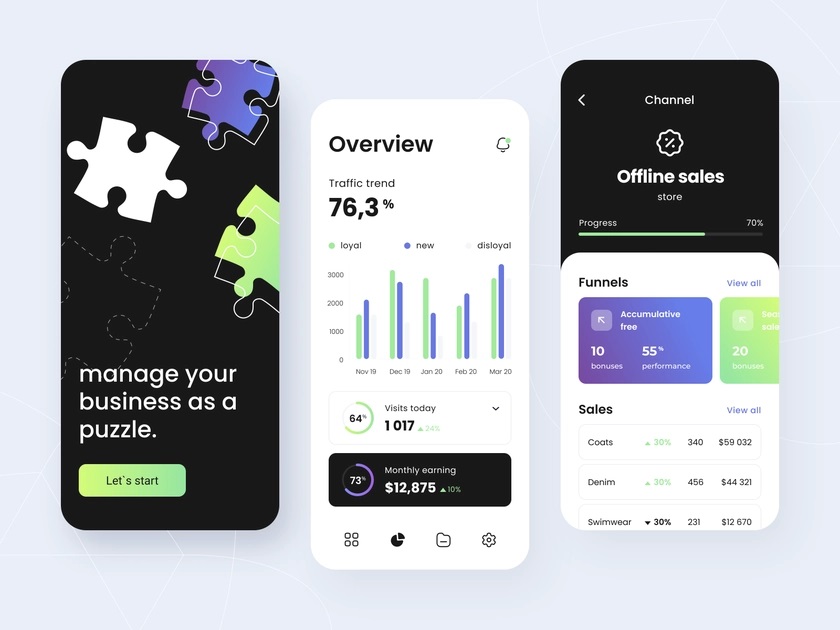 manage your
business as a
puzzle.
Let`s start
Overview
Traffic trend
76,3 %
loyal new disloyal
3000
2000
1000
0
Nov 19 Dec 19 Jan 20 Feb 20 Mar 20
64%
Visits today
1 017 24%
73%
Monthly earning
$12,875 10%
Channel
Offline sales
store
Progress 70%
Funnels View all
Accumulative
free
10 55%
bonuses performance
20
bonuses
Sales View all
Coats 30% 340 $59 032
Denim 30% 456 $44 321
Swimwear 30% 231 $12 670